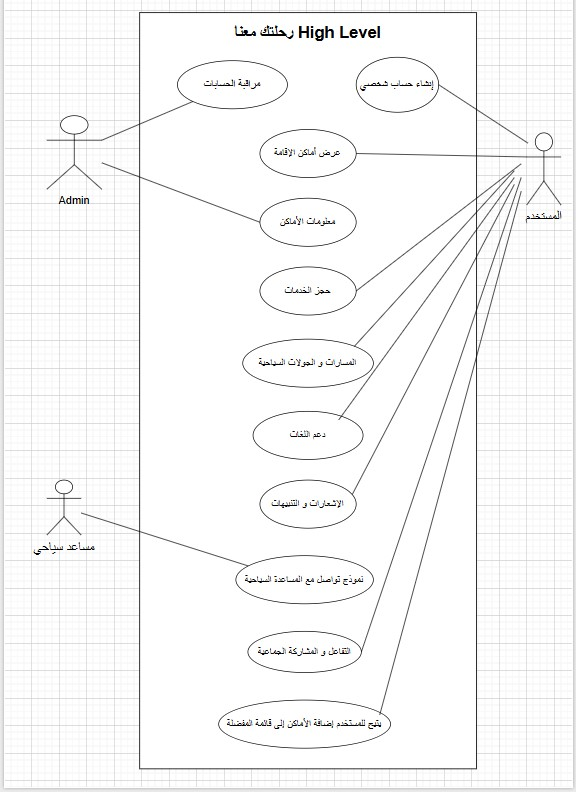 رحلتك معنا High Level
مراقبة الحسابات
إنشاء حساب شخصي
عرض أماكن الإقامة
Admin
المستخدم
معلومات الأماكن
حجز الخدمات
المسارات و الجولات السياحية
دعم اللغات
الإشعارات و التنبيهات
مساعد سياحي
نموذج تواصل مع المساعدة السياحية
التفاعل و المشاركة الجماعية
يتيح للمستخدم إضافة الأماكن إلى قائمة المفضلة